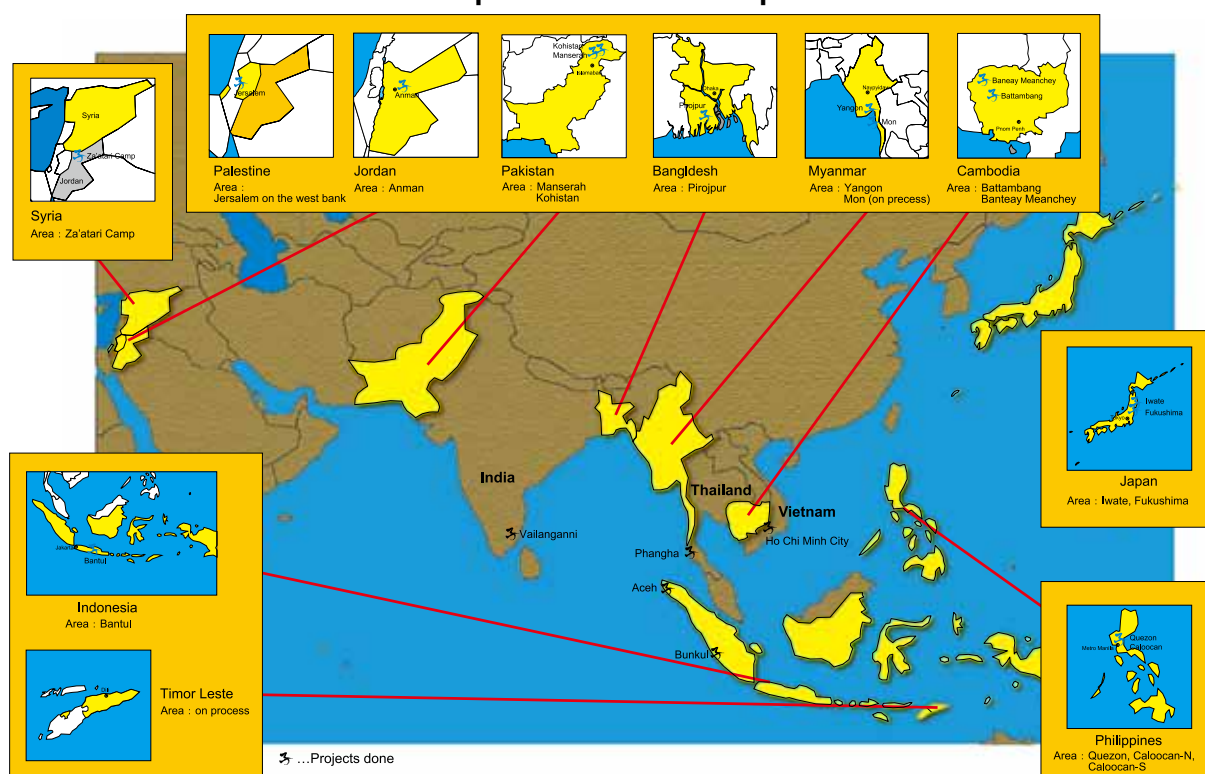 Syria
Za'atari Camp
Jordan
Syria
Area : Za'atari Camp
Jersalem
Palestine
Area :
Jersalem on the west bank
Anman
Jordan
Area : Anman
Kohistan
Manserah
Islamabad
Pakistan
Area : Manserah
Kohistan
Dhaka
Pirojpur
Bangldesh
Area : Pirojpur
Naypyidaw
Yangon
Mon
Myanmar
Area : Yangon
Mon (on precess)
Baneay Meanchey
Battambang
Pnom Penh
Cambodia
Area : Battambang
Banteay Meanchey
Iwate
Fukushima
Japan
Area : Iwate, Fukushima
India
Vailanganni
Thailand
Vietnam
Ho Chi Minh City
Phangha
Aceh
Bunkul
Jakarta
Bantul
Indonesia
Area : Bantul
Dili
Timor Leste
Area : on process
Quezon
Caloocan
Metro Manila
Philippines
Area : Quezon, Caloocan-N,
Caloocan-S
...Projects done